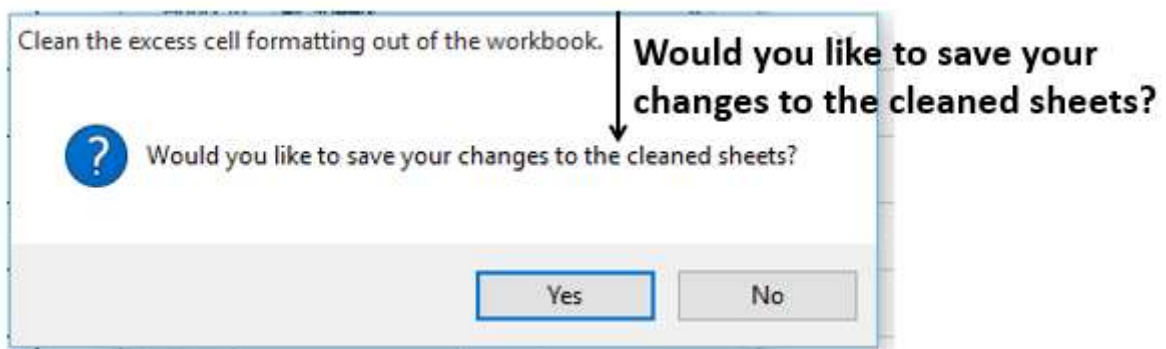 Clean the excess cell formatting out of the workbook.
Would you like to save your
changes to the cleaned sheets?
Would you like to save your changes to the cleaned sheets?
Yes
No